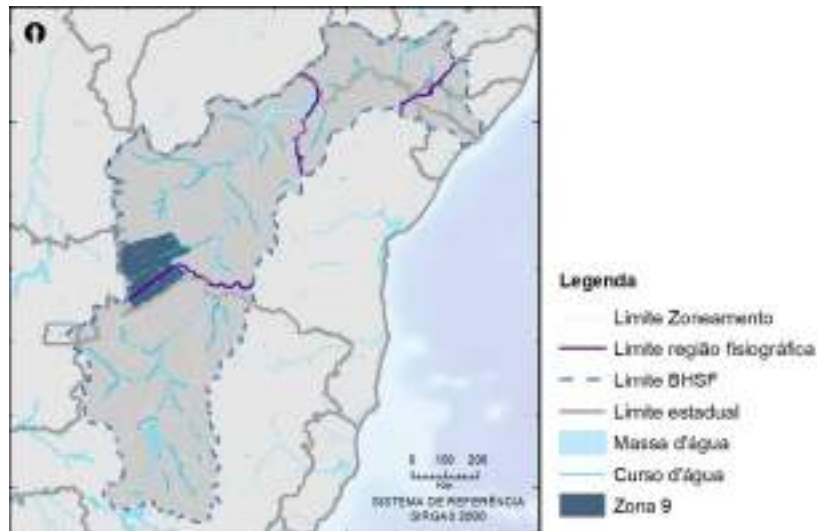 0 100 200
Km
SISTEMA DE REFERÊNCIA
SIRGAS 2000
Legenda
Limite Zoneamento
Limite região fisiográfica
Limite BHSF
Limite estadual
Massa d'água
Curso d'água
Zona 9